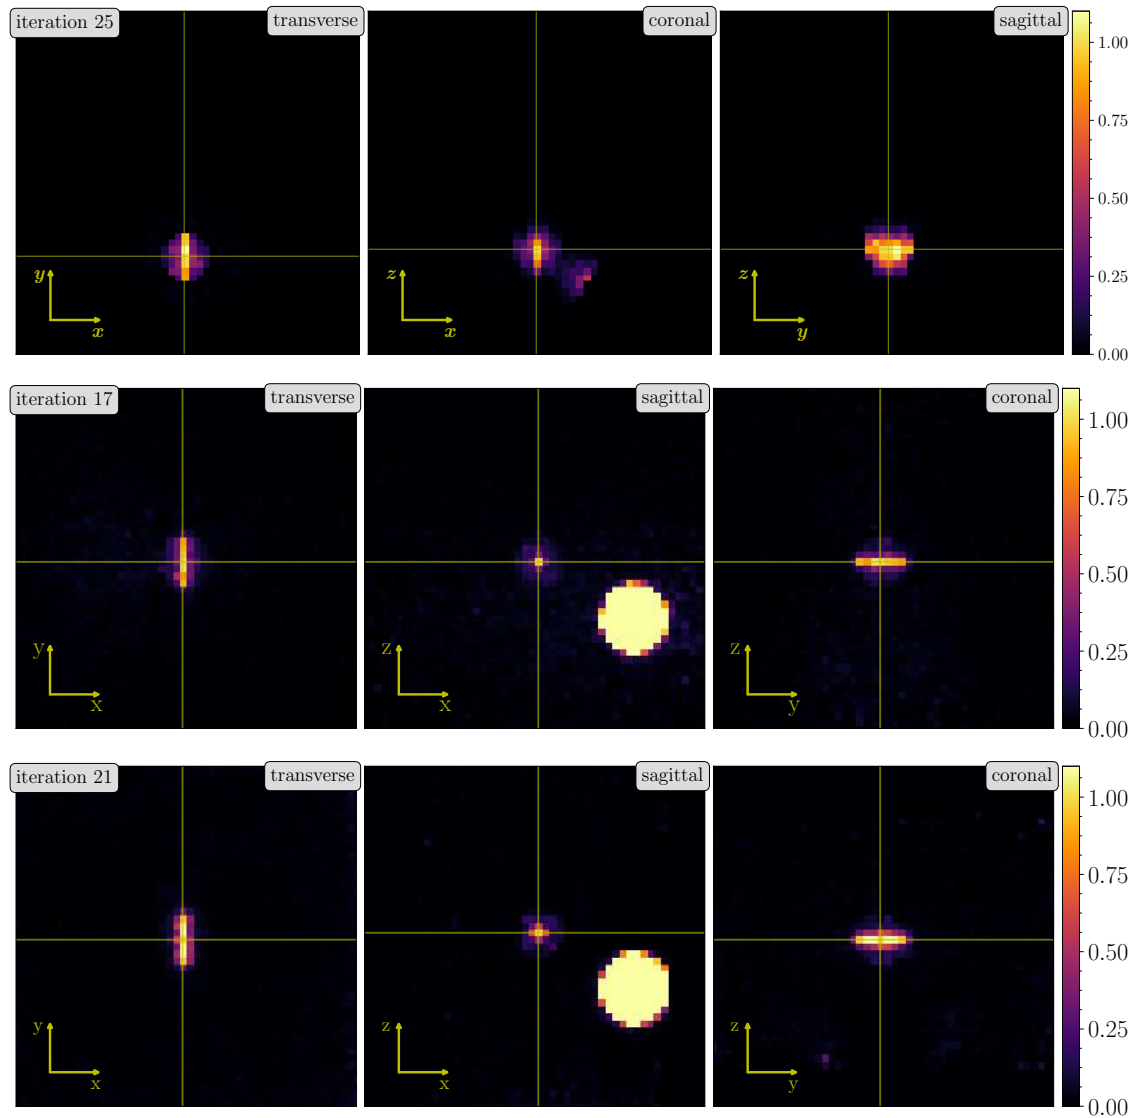 iteration 25 transverse coronal sagittal
1.00
0.75
0.50
0.25
0.00
y x z x z y
iteration 17 transverse sagittal coronal
1.00
0.75
0.50
0.25
0.00
y x z x z y
iteration 21 transverse sagittal coronal
1.00
0.75
0.50
0.25
0.00
y x z x z y